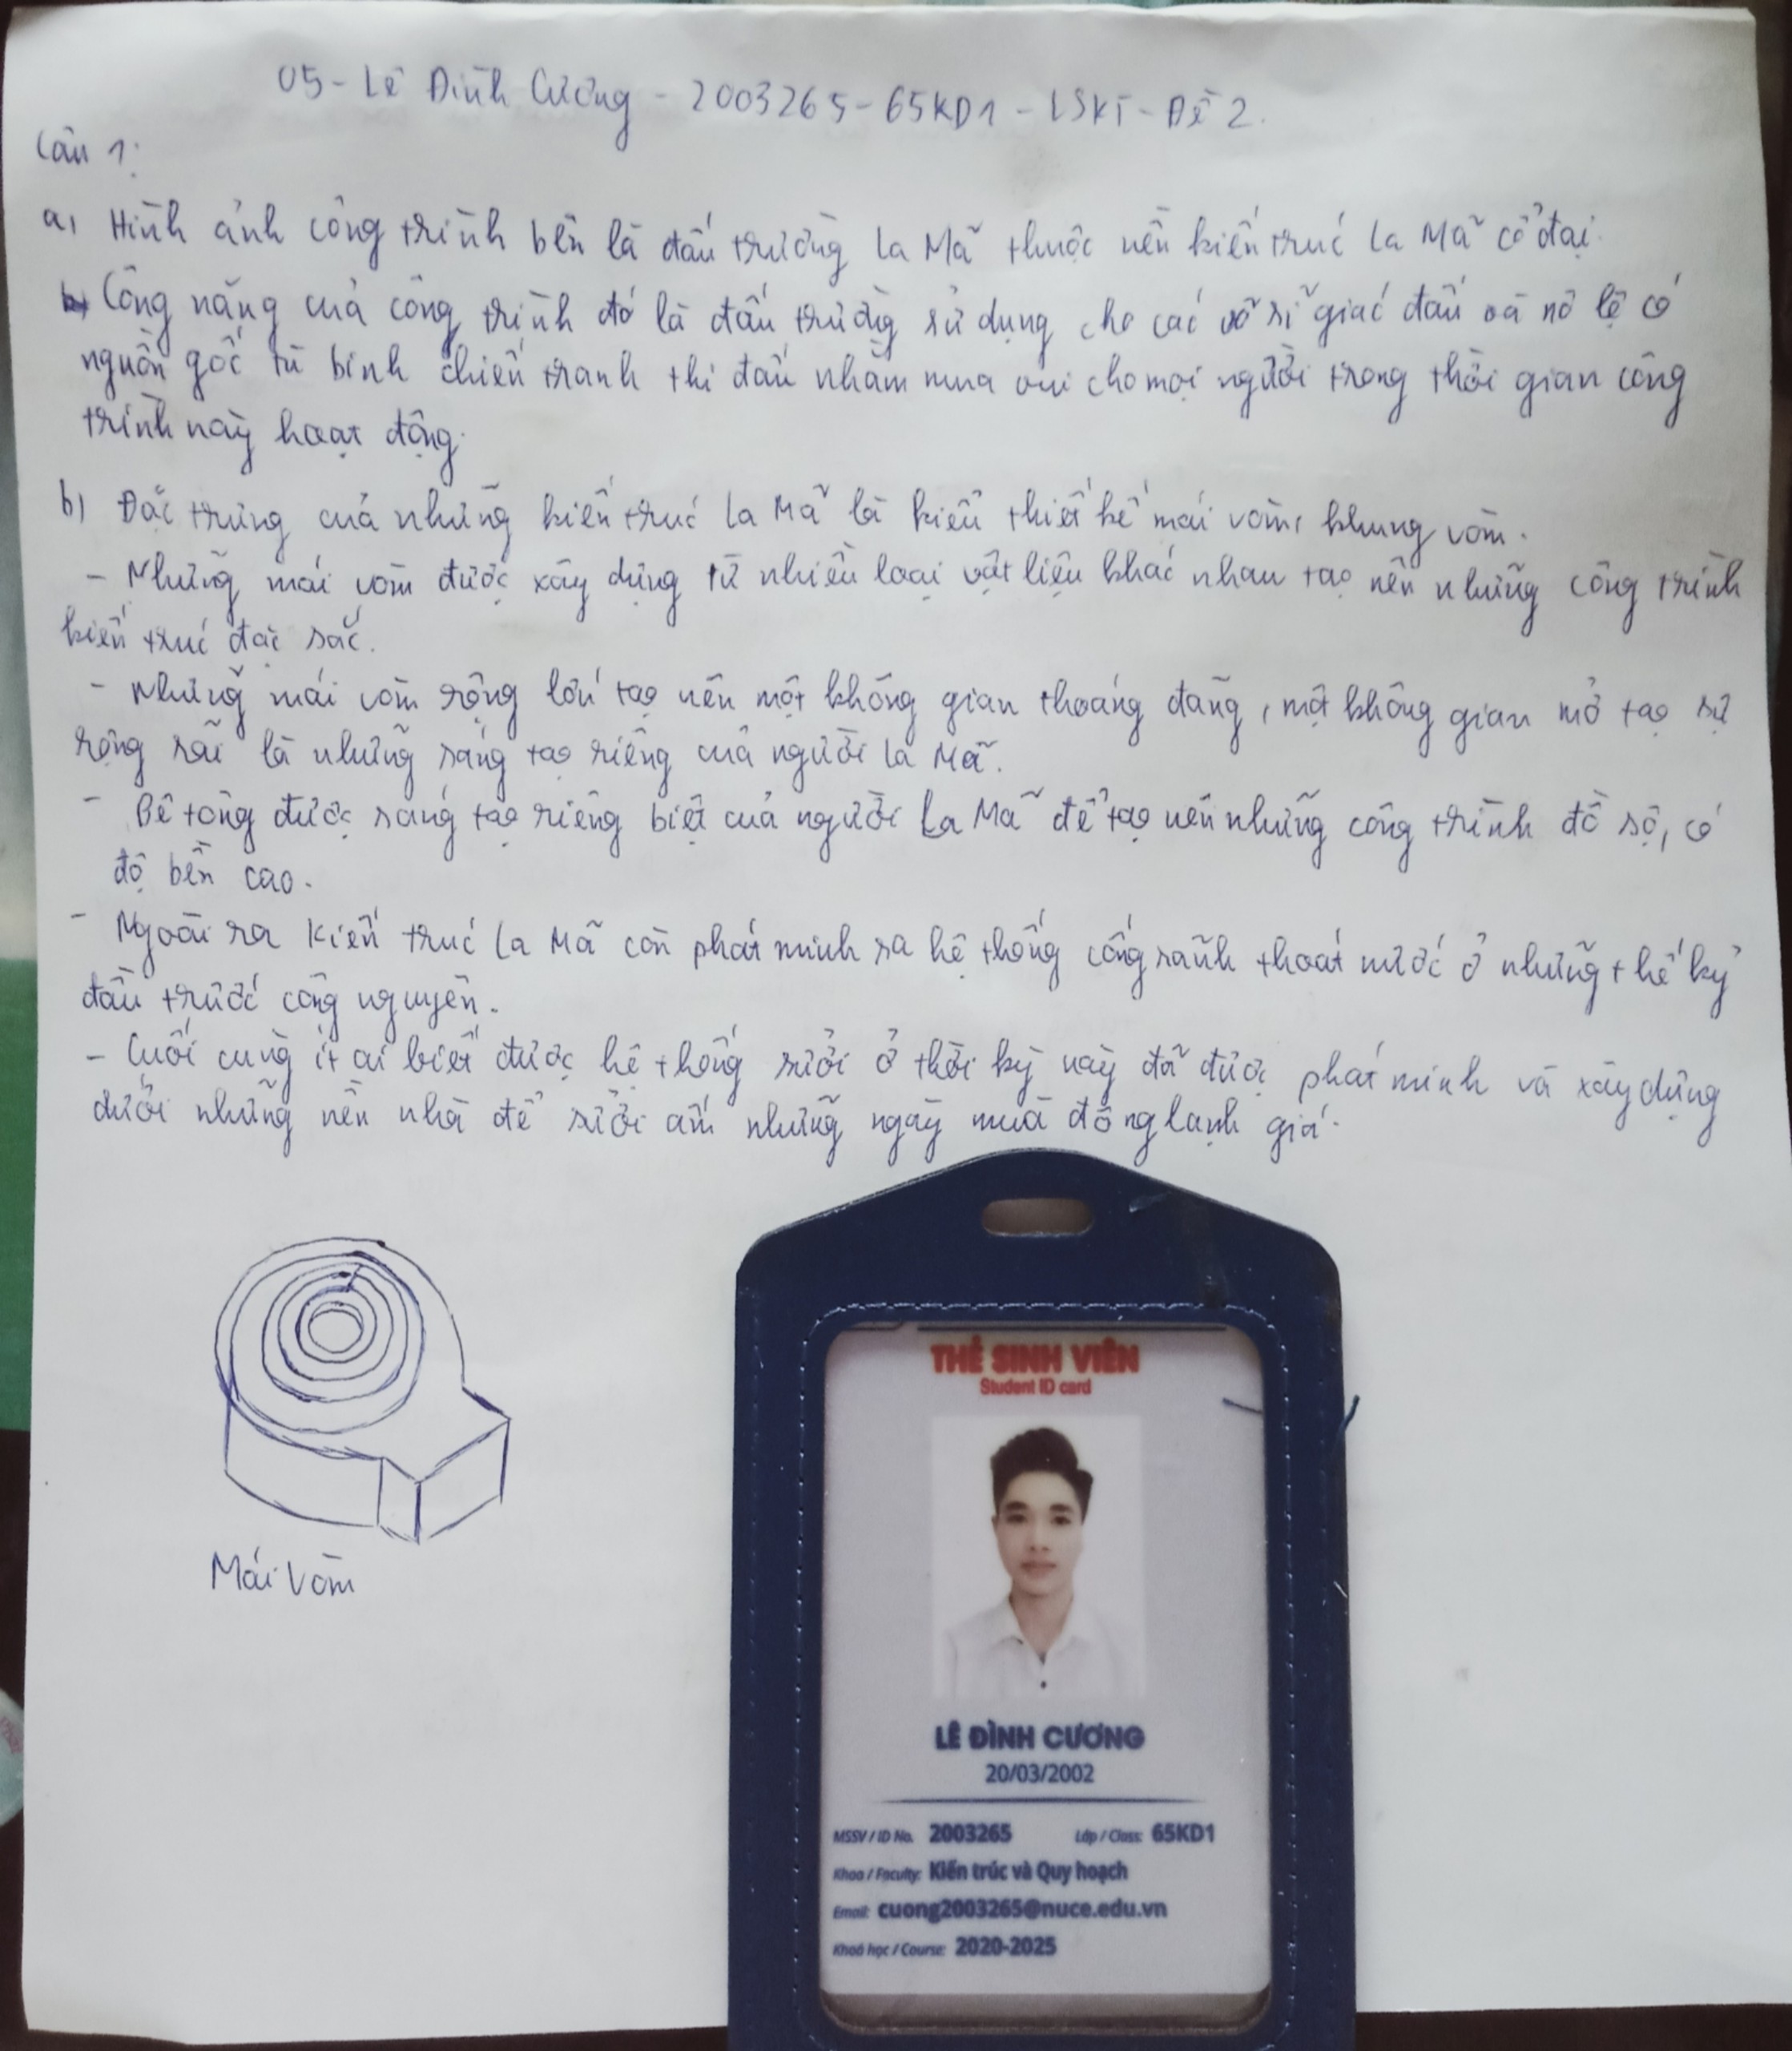 05 - Lê Đình Cương - 2003265 - 65KD1 - LSKT - Đề 2.
Câu 1:
a, Hình ảnh công trình bên là đấu trường La Mã thuộc nền kiến trúc La Mã cổ đại.
Công năng của công trình đó là đấu trường sử dụng cho các võ sĩ giác đấu và nô lệ có
nguồn gốc từ binh chiến tranh thi đấu nhằm mua vui cho mọi người trong thời gian công
trình này hoạt động.
b, Đặc trưng của những kiến trúc La Mã là kiểu thiết kế mái vòm, khung vòm.
- Những mái vòm được xây dựng từ nhiều loại vật liệu khác nhau tạo nên những công trình
kiến trúc đặc sắc.
- Những mái vòm rộng lớn tạo nên một không gian thoáng đãng, một không gian mở tạo sự
rộng rãi là những sáng tạo riêng của người La Mã.
- Bê tông được sáng tạo riêng biệt của người La Mã để tạo nên những công trình đồ sộ, có
độ bền cao.
- Ngoài ra kiến trúc La Mã còn phát minh ra hệ thống cống rãnh thoát nước ở những thế kỷ
đầu trước công nguyên.
- Cuối cùng ít ai biết được hệ thống sưởi ở thời kỳ này đã được phát minh và xây dựng
dưới những nền nhà để sưởi ấm những ngày mùa đông lạnh giá.
Mái Vòm
THẺ SINH VIÊN
Student ID card
LÊ ĐÌNH CƯƠNG
20/03/2002
MSSV / ID No. 2003265 Lớp / Class: 65KD1
Khoa / Faculty: Kiến trúc và Quy hoạch
Email: cuong2003265@nuce.edu.vn
Khoá học / Course: 2020-2025